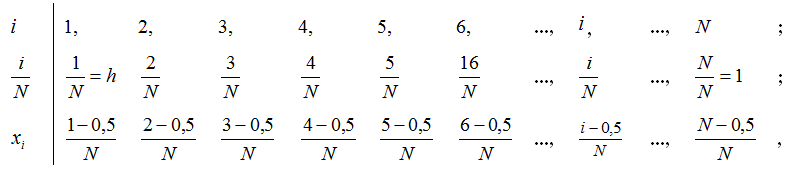 i 1, 2, 3, 4, 5, 6, ..., i, ..., N ;
i/N 1/N = h 2/N 3/N 4/N 5/N 16/N ..., i/N ..., N/N = 1 ;
x_i (1−0,5)/N (2−0,5)/N (3−0,5)/N (4−0,5)/N (5−0,5)/N (6−0,5)/N ..., (i−0,5)/N ..., (N−0,5)/N ,